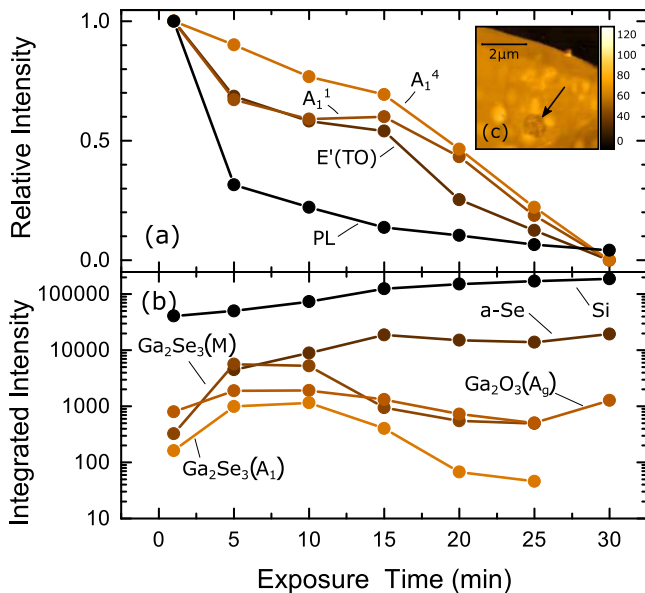 1.0
0.5
0.0
Relative Intensity
A₁¹
A₁⁴
E'(TO)
PL
(a)
2μm
(c)
120
80
60
40
0
(b)
100000
10000
1000
100
10
Integrated Intensity
Si
a-Se
Ga₂Se₃(M)
Ga₂O₃(A_g)
Ga₂Se₃(A₁)
0 5 10 15 20 25 30
Exposure Time (min)